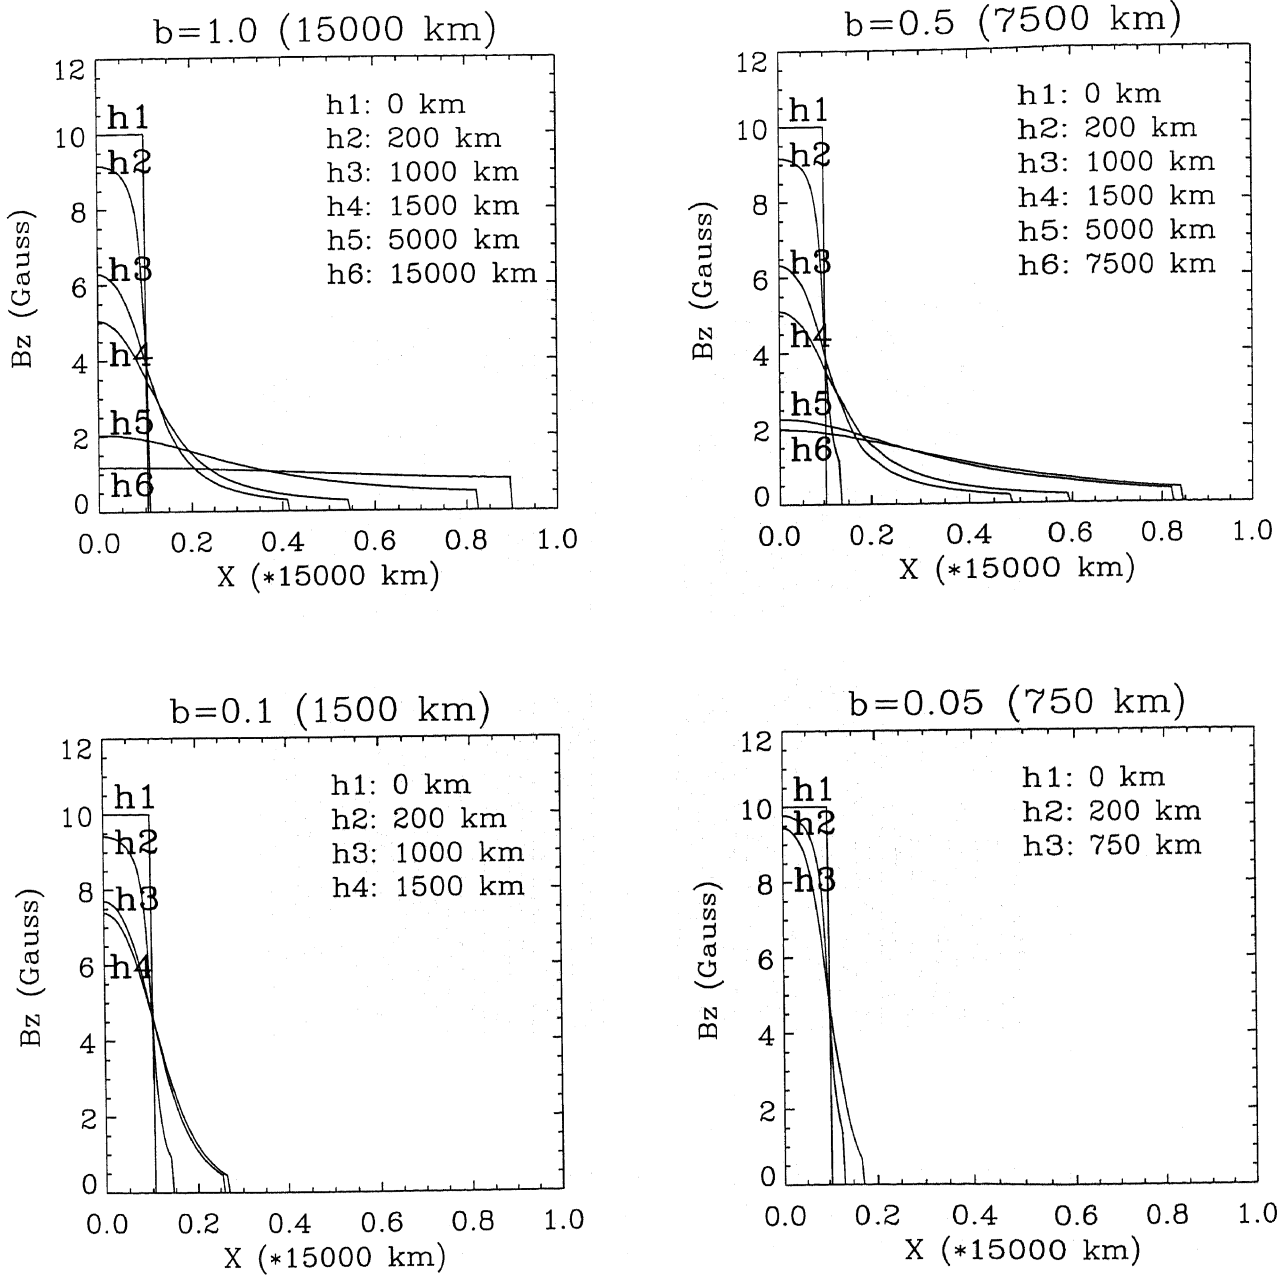 b=1.0 (15000 km)
12
10
8
6
4
2
0
Bz (Gauss)
h1
h2
h3
h4
h5
h6
h1: 0 km
h2: 200 km
h3: 1000 km
h4: 1500 km
h5: 5000 km
h6: 15000 km
0.0 0.2 0.4 0.6 0.8 1.0
X (*15000 km)
b=0.5 (7500 km)
12
10
8
6
4
2
0
Bz (Gauss)
h1
h2
h3
h4
h5
h6
h1: 0 km
h2: 200 km
h3: 1000 km
h4: 1500 km
h5: 5000 km
h6: 7500 km
0.0 0.2 0.4 0.6 0.8 1.0
X (*15000 km)
b=0.1 (1500 km)
12
10
8
6
4
2
0
Bz (Gauss)
h1
h2
h3
h4
h1: 0 km
h2: 200 km
h3: 1000 km
h4: 1500 km
0.0 0.2 0.4 0.6 0.8 1.0
X (*15000 km)
b=0.05 (750 km)
12
10
8
6
4
2
0
Bz (Gauss)
h1
h2
h3
h1: 0 km
h2: 200 km
h3: 750 km
0.0 0.2 0.4 0.6 0.8 1.0
X (*15000 km)